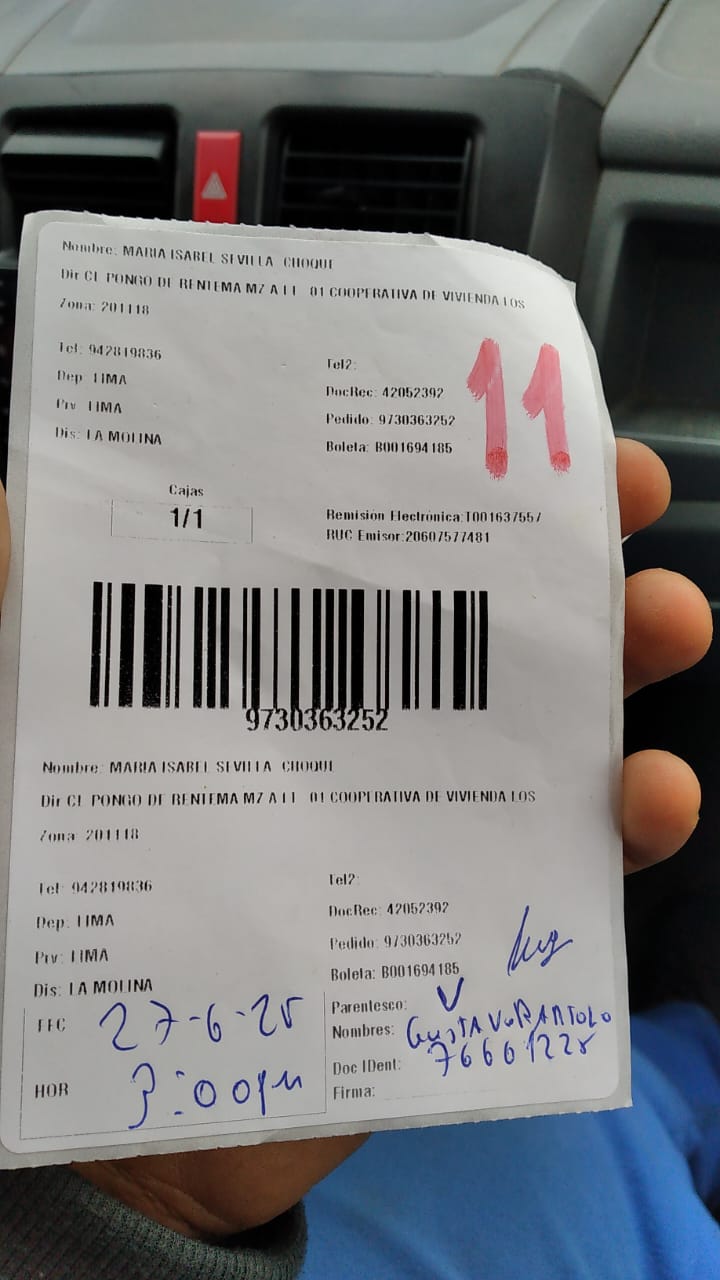 Nombre: MARIA ISABEL SEVILLA CHOQUE
Dir CL PONGO DE RENTEMA MZ A LT 01 COOPERATIVA DE VIVIENDA LOS
Zona: 201118
11
Tel: 942819836
Tel2:
Dep: LIMA
DocRec: 42052392
Prv: LIMA
Pedido: 9730363252
Dis: LA MOLINA
Boleta: B001694185
Cajas
1/1
Remisión Electrónica:T001637557
RUC Emisor:20607577481
9730363252
Nombre: MARIA ISABEL SEVILLA CHOQUE
Dir CL PONGO DE RENTEMA MZ A LT 01 COOPERATIVA DE VIVIENDA LOS
Zona: 201118
Tel: 942819836
Tel2:
Dep: LIMA
DocRec: 42052392
Prv: LIMA
Pedido: 9730363252
Dis: LA MOLINA
Boleta: B001694185
FEC 27-6-25
Parentesco:
Nombres: GUSTAVO BARTOLO
HOR 3:00pm
Doc IDent: 76661225
Firma: